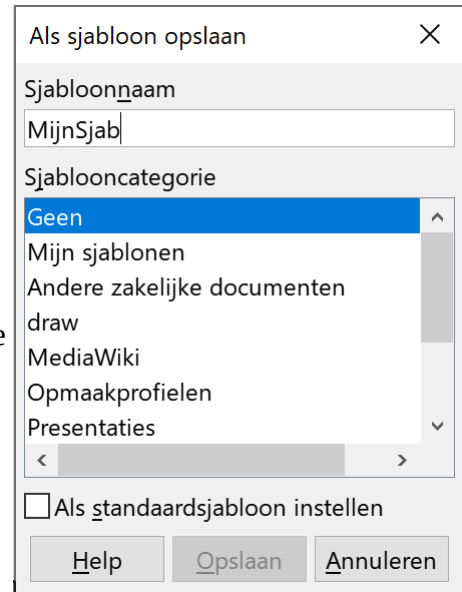 Als sjabloon opslaan
Sjabloonnaam
MijnSjab
Sjablooncategorie
Geen
Mijn sjablonen
Andere zakelijke documenten
draw
e
MediaWiki
Opmaakprofielen
Presentaties
Als standaardsjabloon instellen
Help Opslaan Annuleren